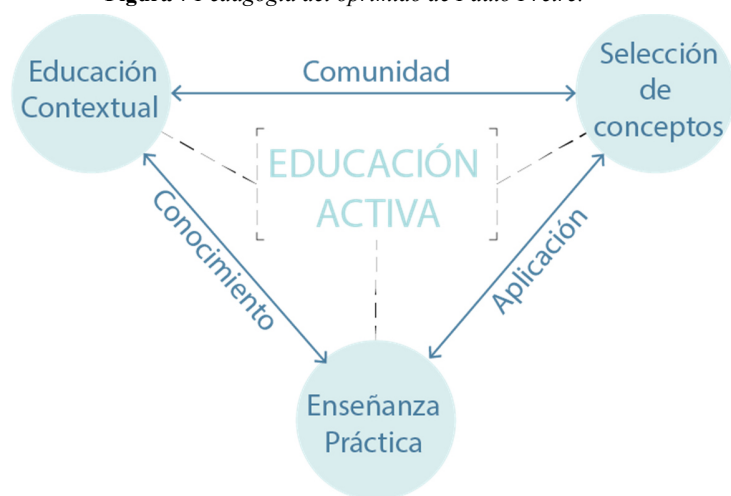 Educación
Contextual
Comunidad
Selección
de
conceptos
EDUCACIÓN
ACTIVA
Conocimiento
Aplicación
Enseñanza
Práctica